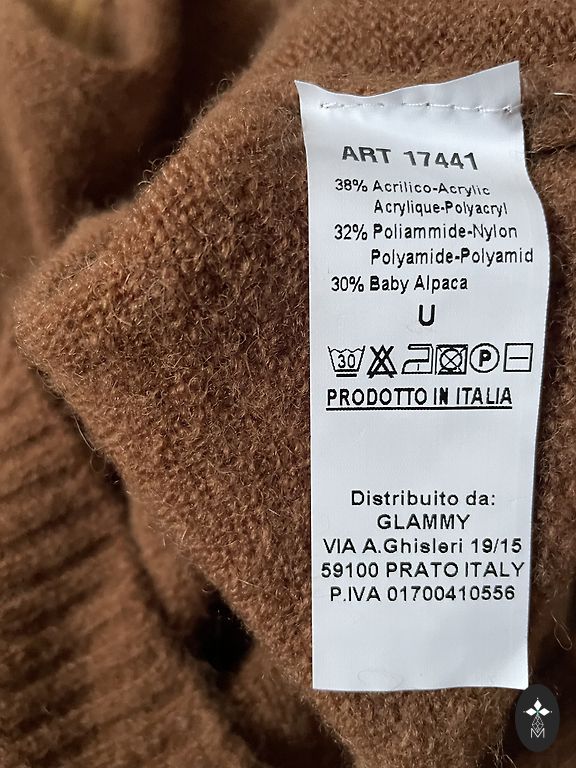 ART 17441
38% Acrilico-Acrylic
Acrylique-Polyacryl
32% Poliammide-Nylon
Polyamide-Polyamid
30% Baby Alpaca
U
30 P
PRODOTTO IN ITALIA
Distribuito da:
GLAMMY
VIA A.Ghisleri 19/15
59100 PRATO ITALY
P.IVA 01700410556
M